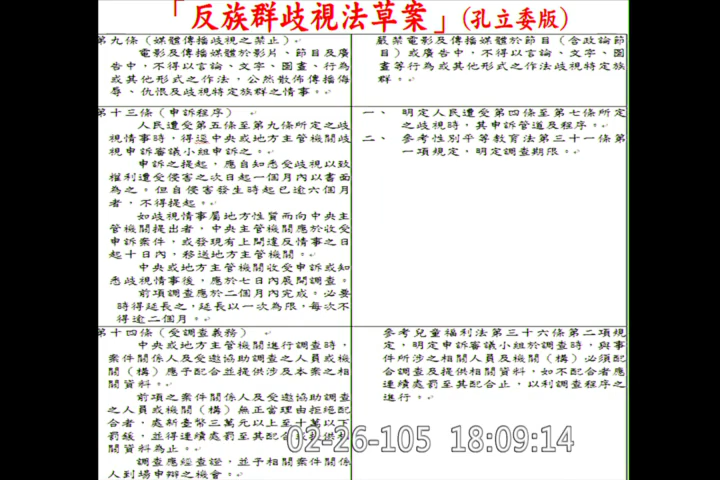 「反族群歧視法草案」(孔立委版)
第九條(媒體傳播歧視之禁止)
電影及傳播媒體於影片、節目及廣
告中,不得以言論、文字、圖畫、行為
或其他形式之作法,公然散佈傳播侮
辱、仇恨及歧視特定族群之情事。
嚴禁電影及傳播媒體於節目(含政論節
目)或廣告中,不得以言論、文字、圖
畫等行為或其他形式之作法歧視特定族
群。
第十三條(申訴程序)
人民遭受第五條至第九條所定之歧
視情事時,得逕中央或地方主管機關歧
視申訴審議小組申訴之。
申訴之提起,應自知悉受歧視以致
權利遭受侵害之次日起一個月內以書面
為之。但自侵害發生時起已逾六個月
者,不得提起。
如歧視情事屬地方性質而向中央主
管機關提出者,中央主管機關應於收受
申訴案件,或發現有上開違反情事之日
起十日內,移送地方主管機關。
中央或地方主管機關收受申訴或知
悉歧視情事後,應於七日內展開調查。
前項調查應於二個月內完成。必要
時得延長之,延長以一次為限,每次不
得逾二個月。
一、 明定人民遭受第四條至第七條所定
之歧視時,其申訴管道及程序。
二、 參考性別平等教育法第三十一條第
一項規定,明定調查期限。
第十四條(受調查義務)
中央或地方主管機關進行調查時,
案件關係人及受邀協助調查之人員或機
關(構)應予配合並提供涉及本案之相
關資料。
前項之案件關係人及受邀協助調查
之人員或機關(構)無正當理由拒絕配
合者,處新臺幣三萬元以上至十萬以下
罰鍰,並得連續處罰至其配合或提供相
關資料為止。
調查應經查證,並予相關案件關係
人到場申辯之機會。
參考兒童福利法第三十六條第二項規
定,明定申訴審議小組於調查時,與事
件所涉之相關人員及機關(構)必須配
合調查及提供相關資料,如不配合者應
連續處罰至其配合止,以利調查程序之
進行。
02-26-105 18:09:14